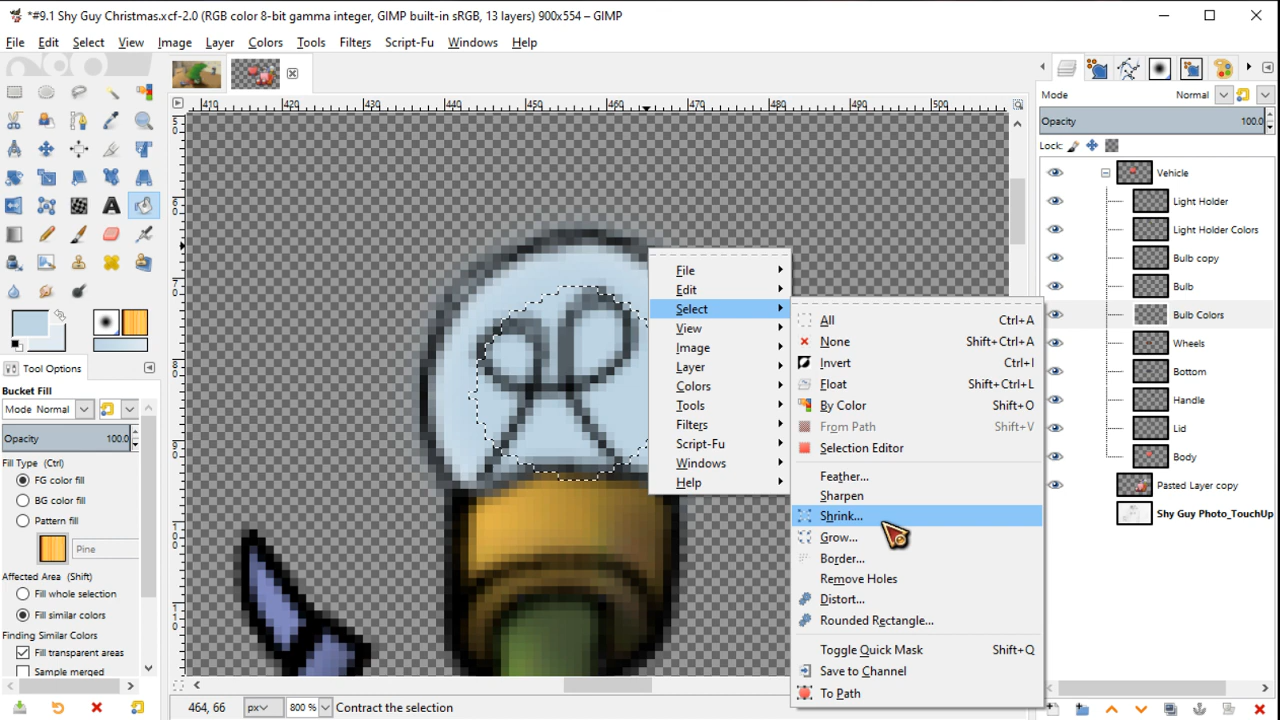 *#9.1 Shy Guy Christmas.xcf-2.0 (RGB color 8-bit gamma integer, GIMP built-in sRGB, 13 layers) 900x554 – GIMP
File Edit Select View Image Layer Colors Tools Filters Script-Fu Windows Help
410 420 430 440 450 460 470 480 490 500
Mode Normal
Opacity 100.0
Lock:
Vehicle
Light Holder
Light Holder Colors
Bulb copy
Bulb
Bulb Colors
Wheels
Bottom
Handle
Lid
Body
Pasted Layer copy
Shy Guy Photo_TouchUp
Tool Options
Bucket Fill
Mode Normal
Opacity 100.0
Fill Type (Ctrl)
FG color fill
BG color fill
Pattern fill
Pine
Affected Area (Shift)
Fill whole selection
Fill similar colors
Finding Similar Colors
Fill transparent areas
Sample merged
File
Edit
Select
View
Image
Layer
Colors
Tools
Filters
Script-Fu
Windows
Help
All Ctrl+A
None Shift+Ctrl+A
Invert Ctrl+I
Float Shift+Ctrl+L
By Color Shift+O
From Path Shift+V
Selection Editor
Feather...
Sharpen
Shrink...
Grow...
Border...
Remove Holes
Distort...
Rounded Rectangle...
Toggle Quick Mask Shift+Q
Save to Channel
To Path
464, 66 px 800 % Contract the selection